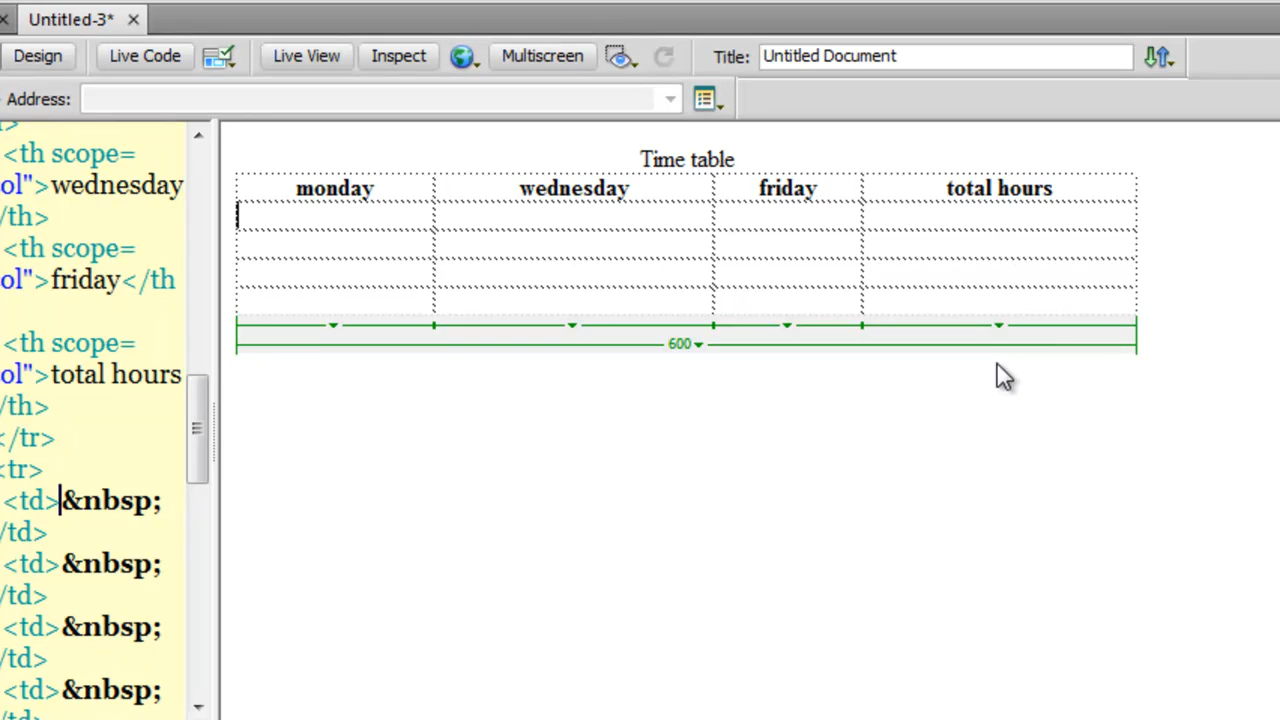 Untitled-3*
Design
Live Code
Live View
Inspect
Multiscreen
Title:
Untitled Document
Address:
r>
<th scope=
ol">wednesday
/th>
<th scope=
ol">friday</th
<th scope=
ol">total hours
/th>
</tr>
<tr>
<td>&nbsp;
/td>
<td>&nbsp;
/td>
<td>&nbsp;
/td>
<td>&nbsp;
Time table
monday wednesday friday total hours
600